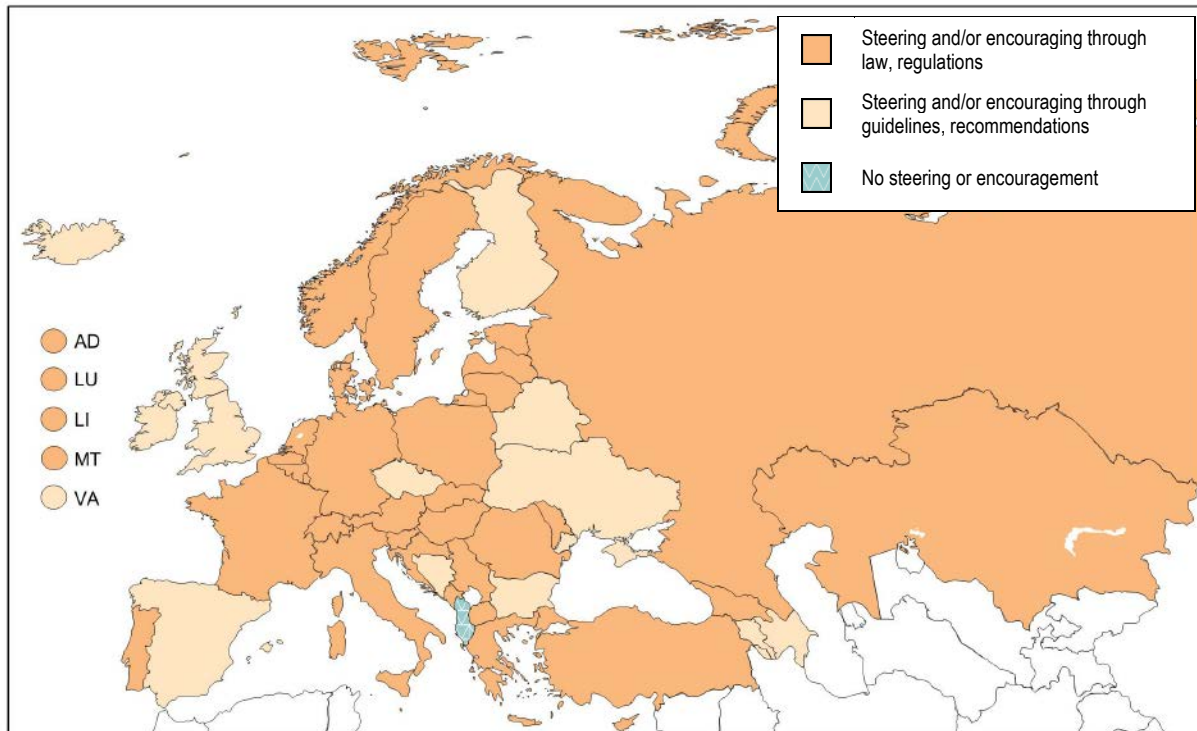 Steering and/or encouraging through
law, regulations
Steering and/or encouraging through
guidelines, recommendations
No steering or encouragement
AD
LU
LI
MT
VA